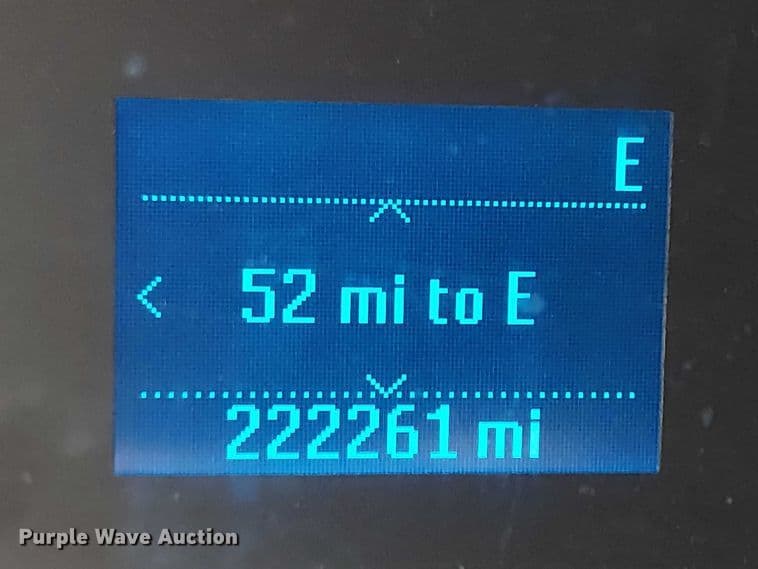 E
52 mi to E
222261 mi
Purple Wave Auction